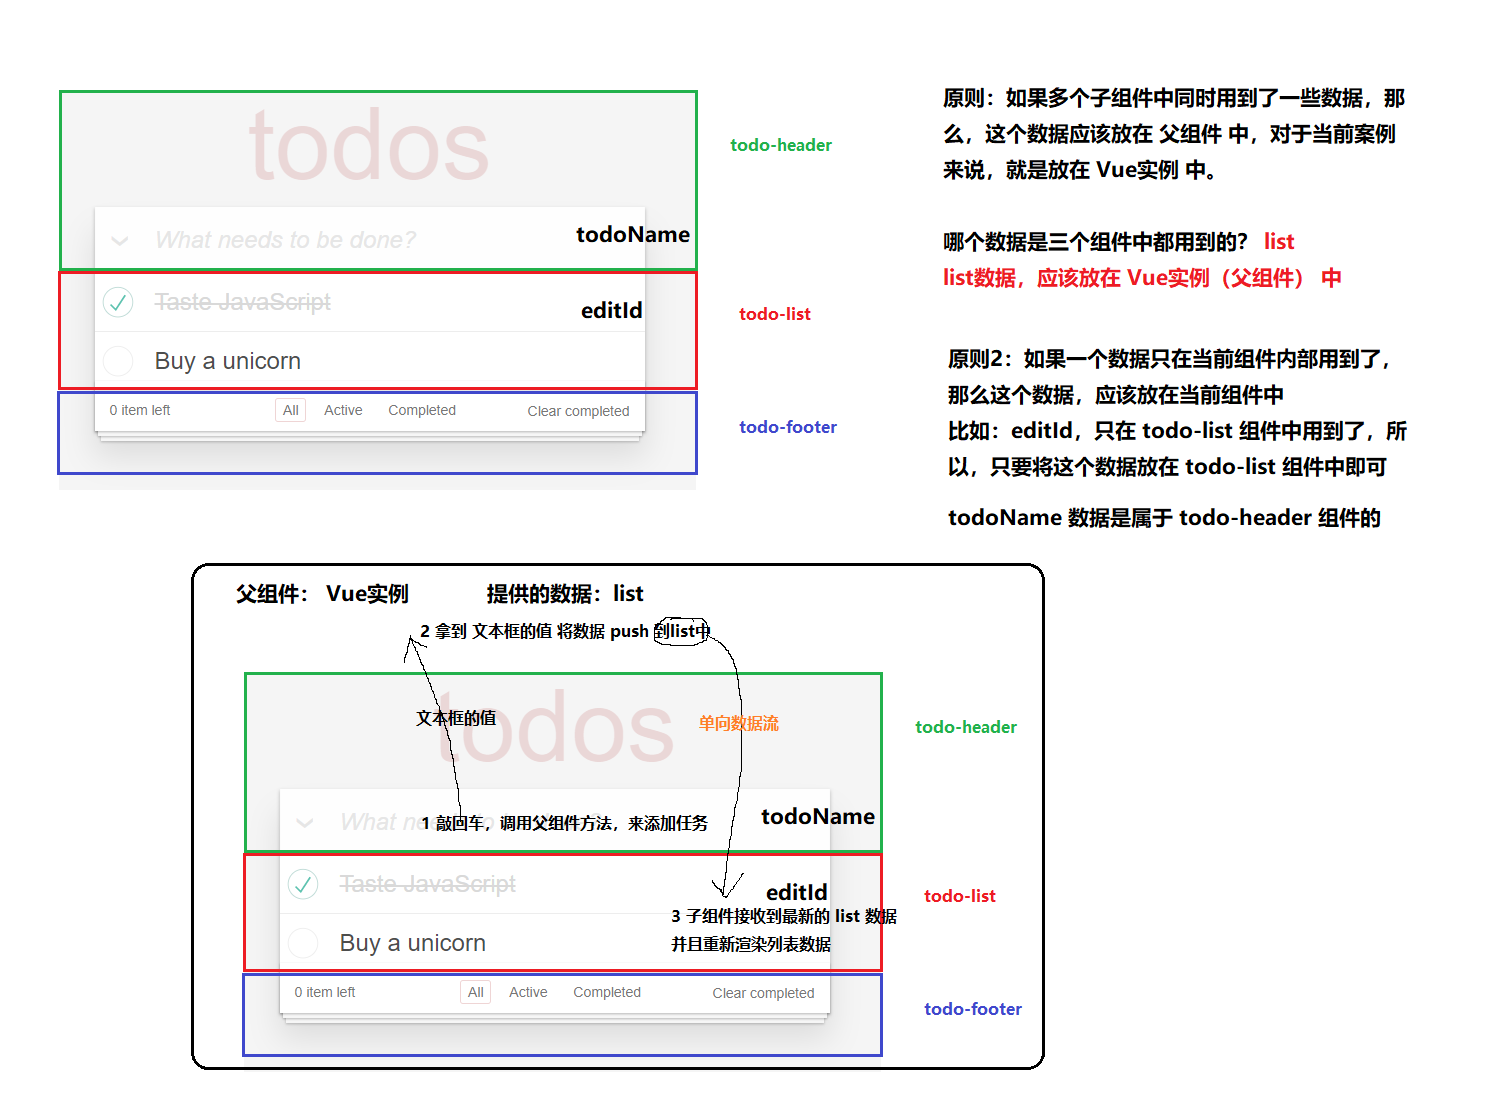 todos
todo-header
What needs to be done?
todoName
Taste JavaScript
editId
todo-list
Buy a unicorn
0 item left
All
Active
Completed
Clear completed
todo-footer
原则：如果多个子组件中同时用到了一些数据，那
么，这个数据应该放在 父组件 中，对于当前案例
来说，就是放在 Vue实例 中。
哪个数据是三个组件中都用到的？ list
list数据，应该放在 Vue实例（父组件） 中
原则2：如果一个数据只在当前组件内部用到了，
那么这个数据，应该放在当前组件中
比如：editId，只在 todo-list 组件中用到了，所
以，只要将这个数据放在 todo-list 组件中即可
todoName 数据是属于 todo-header 组件的
父组件： Vue实例
提供的数据：list
2 拿到 文本框的值 将数据 push 到list中
todos
文本框的值
单向数据流
todo-header
What nee
todoName
1 敲回车，调用父组件方法，来添加任务
Taste JavaScript
editId
todo-list
3 子组件接收到最新的 list 数据
并且重新渲染列表数据
Buy a unicorn
0 item left
All
Active
Completed
Clear completed
todo-footer